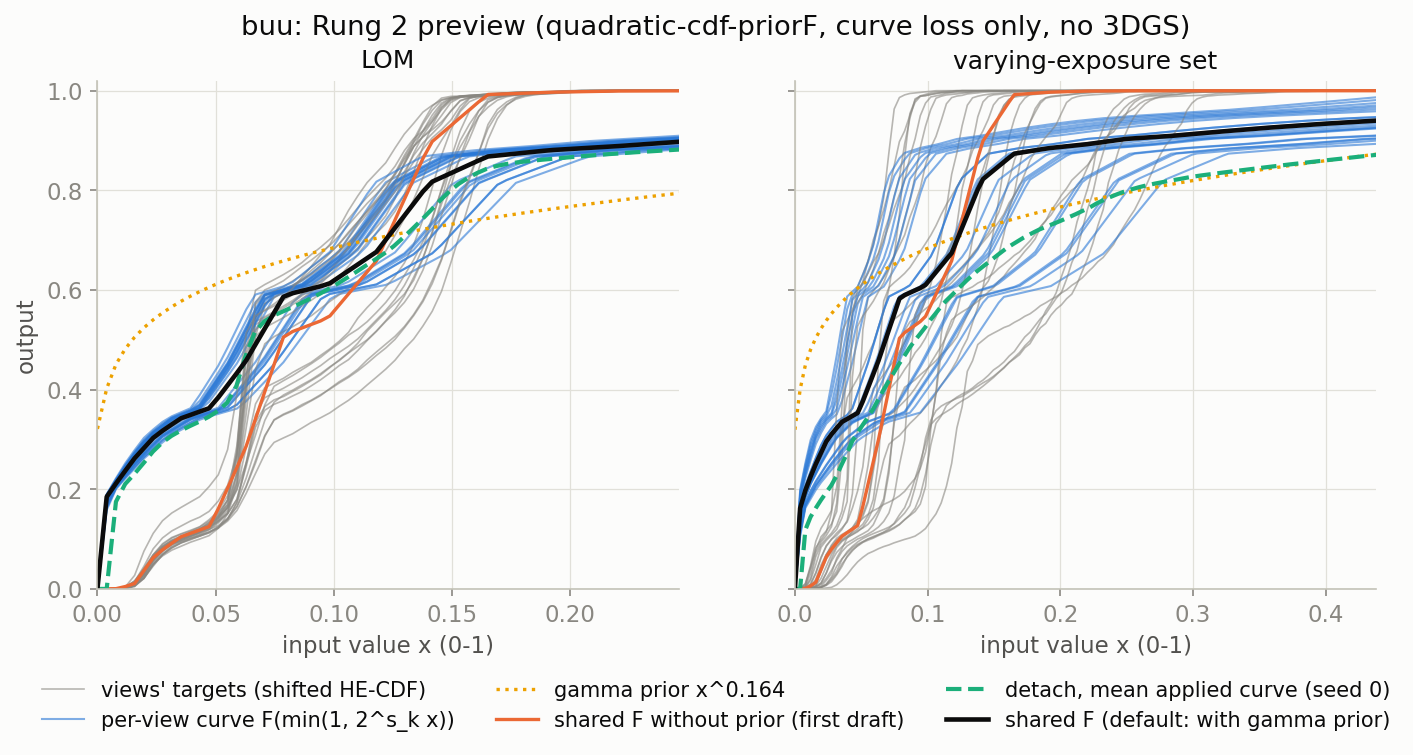 buu: Rung 2 preview (quadratic-cdf-priorF, curve loss only, no 3DGS)
LOM
varying-exposure set
output
1.0
0.8
0.6
0.4
0.2
0.0
0.00 0.05 0.10 0.15 0.20
0.0 0.1 0.2 0.3 0.4
input value x (0-1)
input value x (0-1)
views' targets (shifted HE-CDF)
per-view curve F(min(1, 2^s_k x))
gamma prior x^0.164
shared F without prior (first draft)
detach, mean applied curve (seed 0)
shared F (default: with gamma prior)